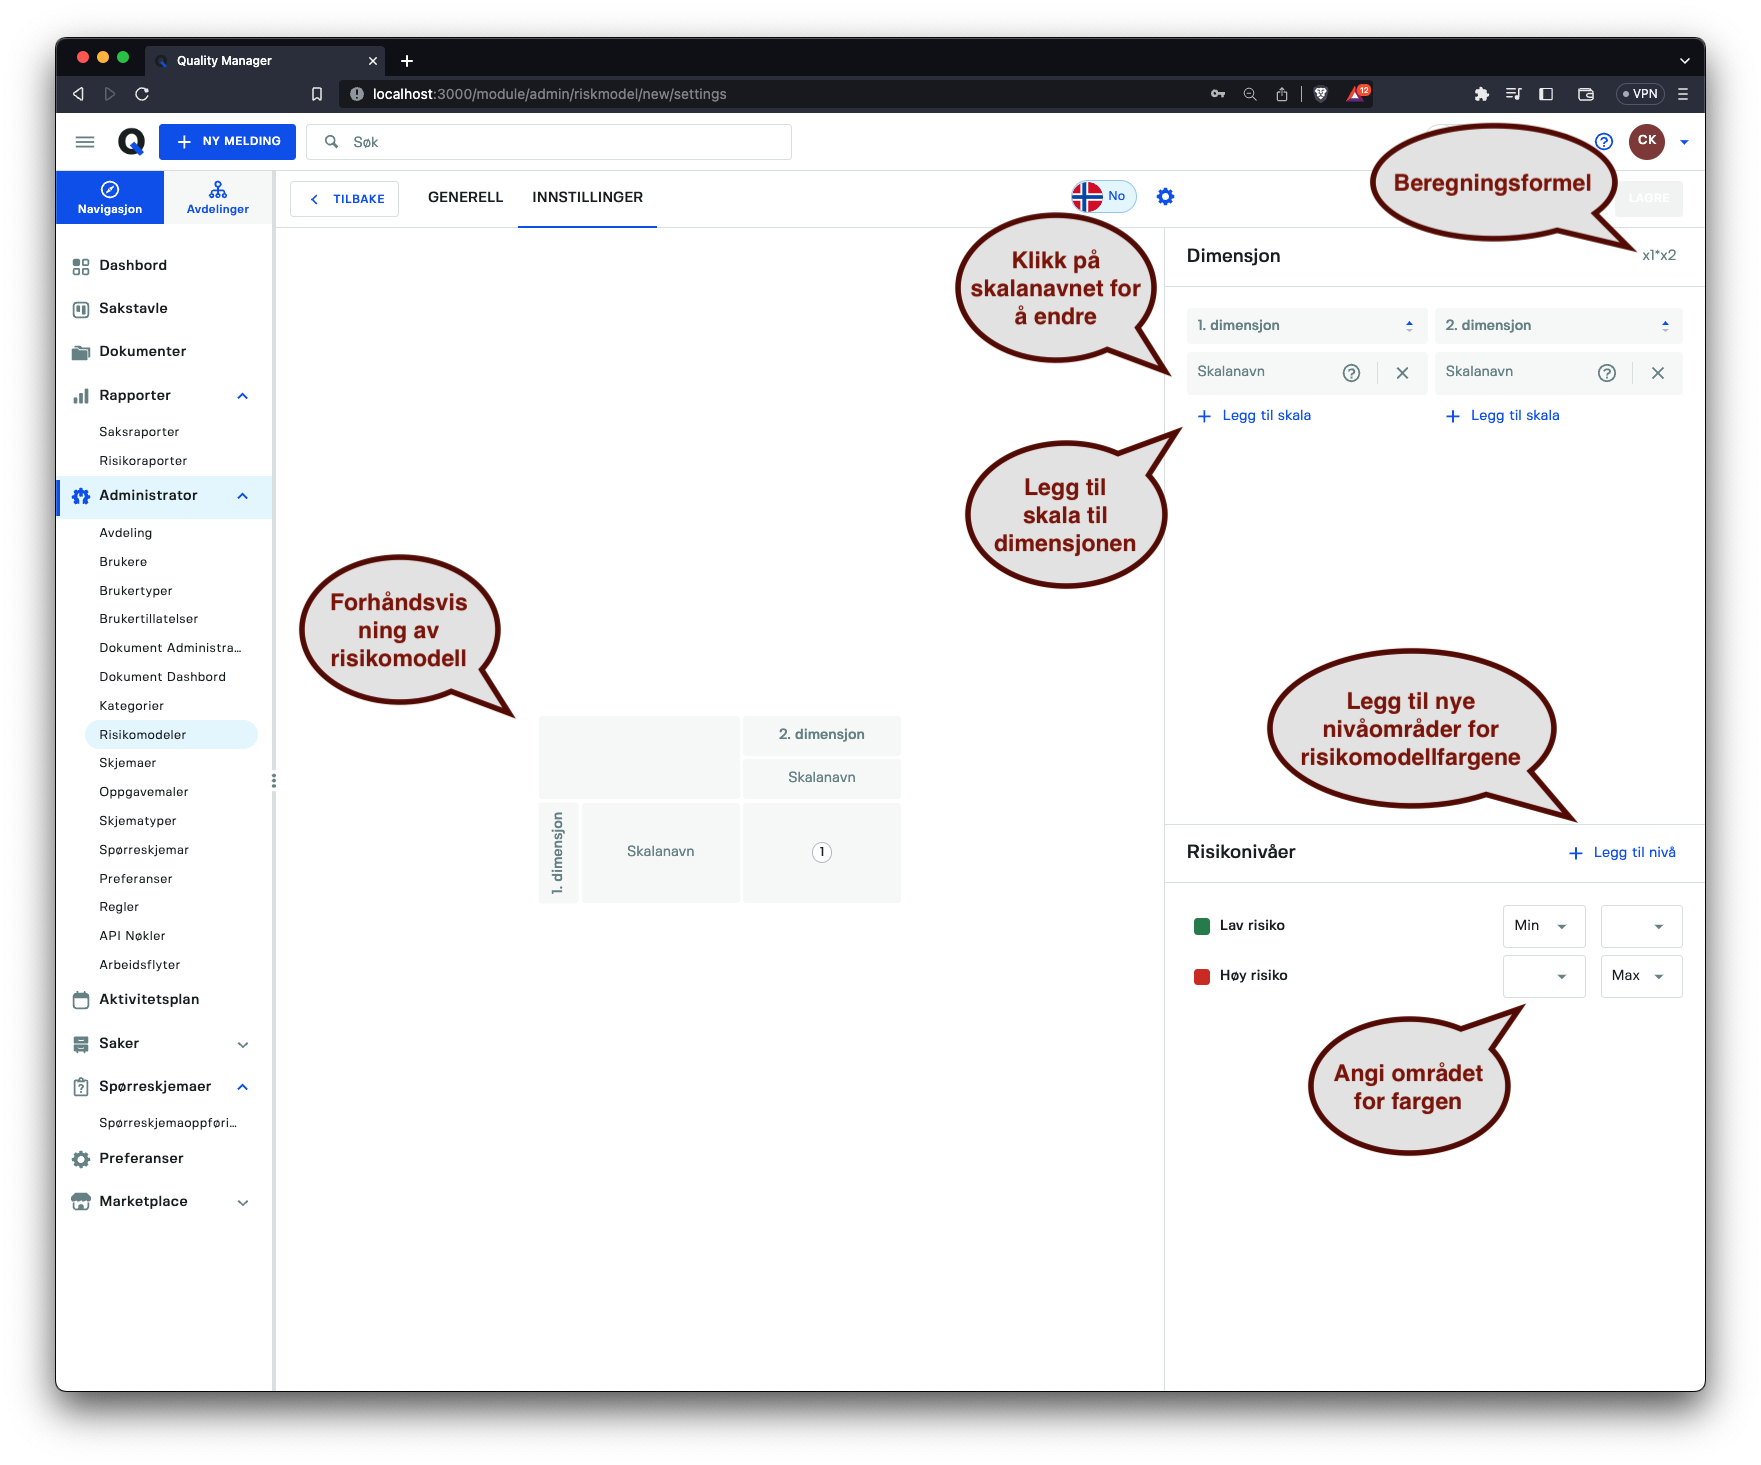 Quality Manager
localhost:3000/module/admin/riskmodel/new/settings
12
VPN
NY MELDING
Søk
CK
Navigasjon
Avdelinger
TILBAKE
GENERELL
INNSTILLINGER
No
LAGRE
Beregningsformel
Dashbord
Sakstavle
Dokumenter
Rapporter
Saksraporter
Risikoraporter
Administrator
Avdeling
Brukere
Brukertyper
Brukertillatelser
Dokument Administra...
Dokument Dashbord
Kategorier
Risikomodeler
Skjemaer
Oppgavemaler
Skjematyper
Spørreskjemar
Preferanser
Regler
API Nøkler
Arbeidsflyter
Aktivitetsplan
Saker
Spørreskjemaer
Spørreskjemaoppføri...
Preferanser
Marketplace
Forhåndsvis
ning av
risikomodell
2. dimensjon
Skalanavn
1. dimensjon
Skalanavn
1
Klikk på
skalanavnet for
å endre
Dimensjon
x1*x2
1. dimensjon
2. dimensjon
Skalanavn
Skalanavn
Legg til skala
Legg til skala
Legg til
skala til
dimensjonen
Legg til nye
nivåområder for
risikomodellfargene
Risikonivåer
Legg til nivå
Lav risiko
Min
Høy risiko
Max
Angi området
for fargen